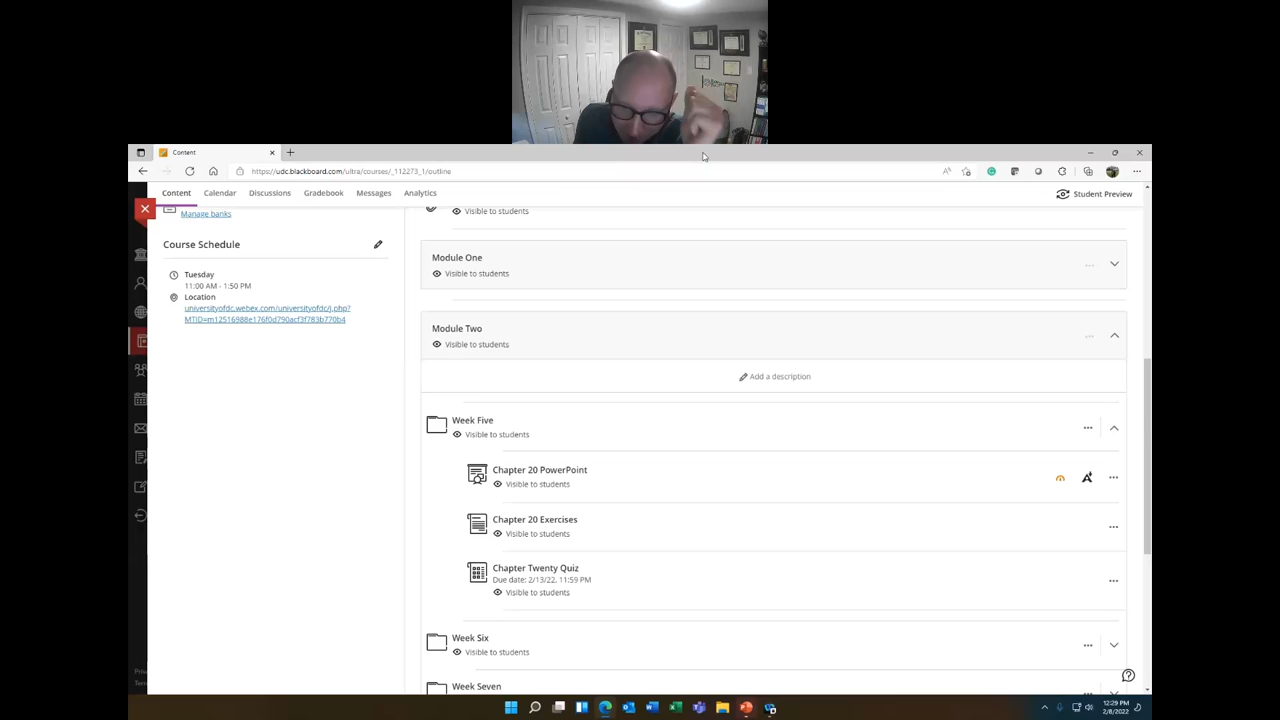 Content
https://udc.blackboard.com/ultra/courses/_112273_1/outline
Content Calendar Discussions Gradebook Messages Analytics
Student Preview
Manage banks
Visible to students
Course Schedule
Tuesday
11:00 AM - 1:50 PM
Location
universityofdc.webex.com/universityofdc/j.php?
MTID=m12516988e176f0d790acf3f783b770b4
Module One
Visible to students
Module Two
Visible to students
Add a description
Week Five
Visible to students
Chapter 20 PowerPoint
Visible to students
Chapter 20 Exercises
Visible to students
Chapter Twenty Quiz
Due date: 2/13/22, 11:59 PM
Visible to students
Week Six
Visible to students
Week Seven
12:29 PM
2/8/2022